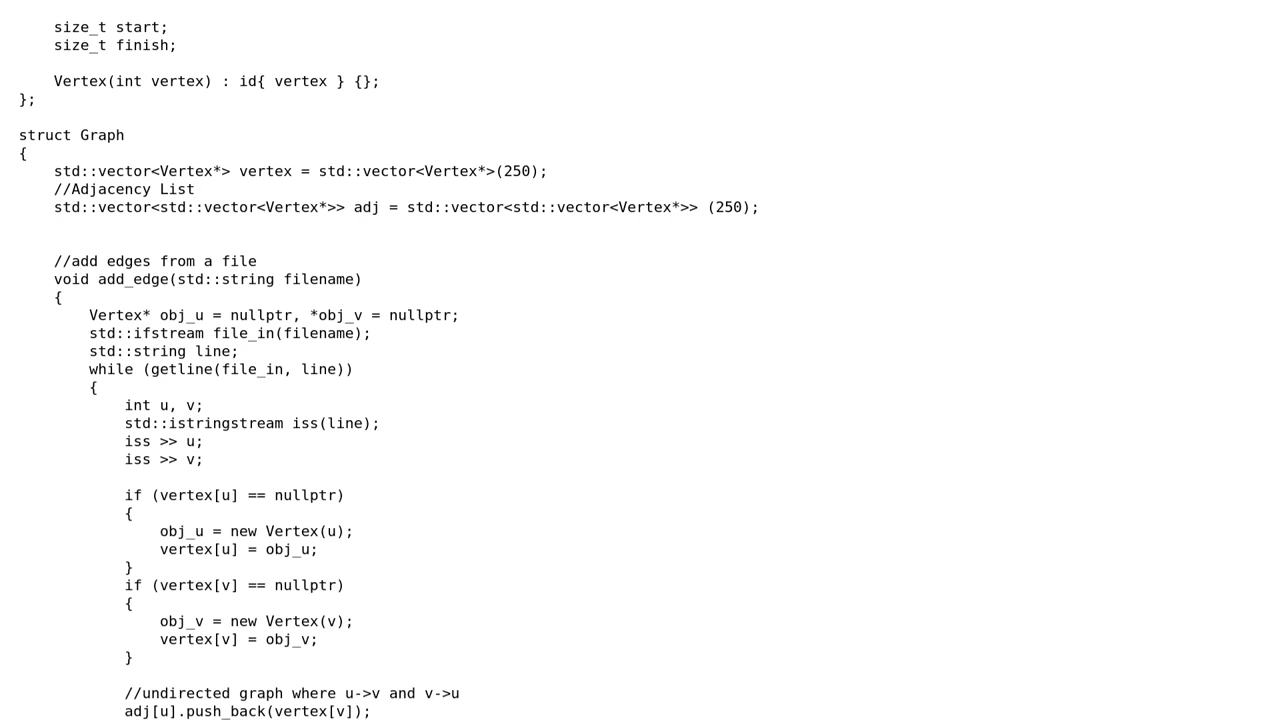 size_t start;
    size_t finish;

    Vertex(int vertex) : id{ vertex } {};
};

struct Graph
{
    std::vector<Vertex*> vertex = std::vector<Vertex*>(250);
    //Adjacency List
    std::vector<std::vector<Vertex*>> adj = std::vector<std::vector<Vertex*>> (250);


    //add edges from a file
    void add_edge(std::string filename)
    {
        Vertex* obj_u = nullptr, *obj_v = nullptr;
        std::ifstream file_in(filename);
        std::string line;
        while (getline(file_in, line))
        {
            int u, v;
            std::istringstream iss(line);
            iss >> u;
            iss >> v;

            if (vertex[u] == nullptr)
            {
                obj_u = new Vertex(u);
                vertex[u] = obj_u;
            }
            if (vertex[v] == nullptr)
            {
                obj_v = new Vertex(v);
                vertex[v] = obj_v;
            }

            //undirected graph where u->v and v->u
            adj[u].push_back(vertex[v]);